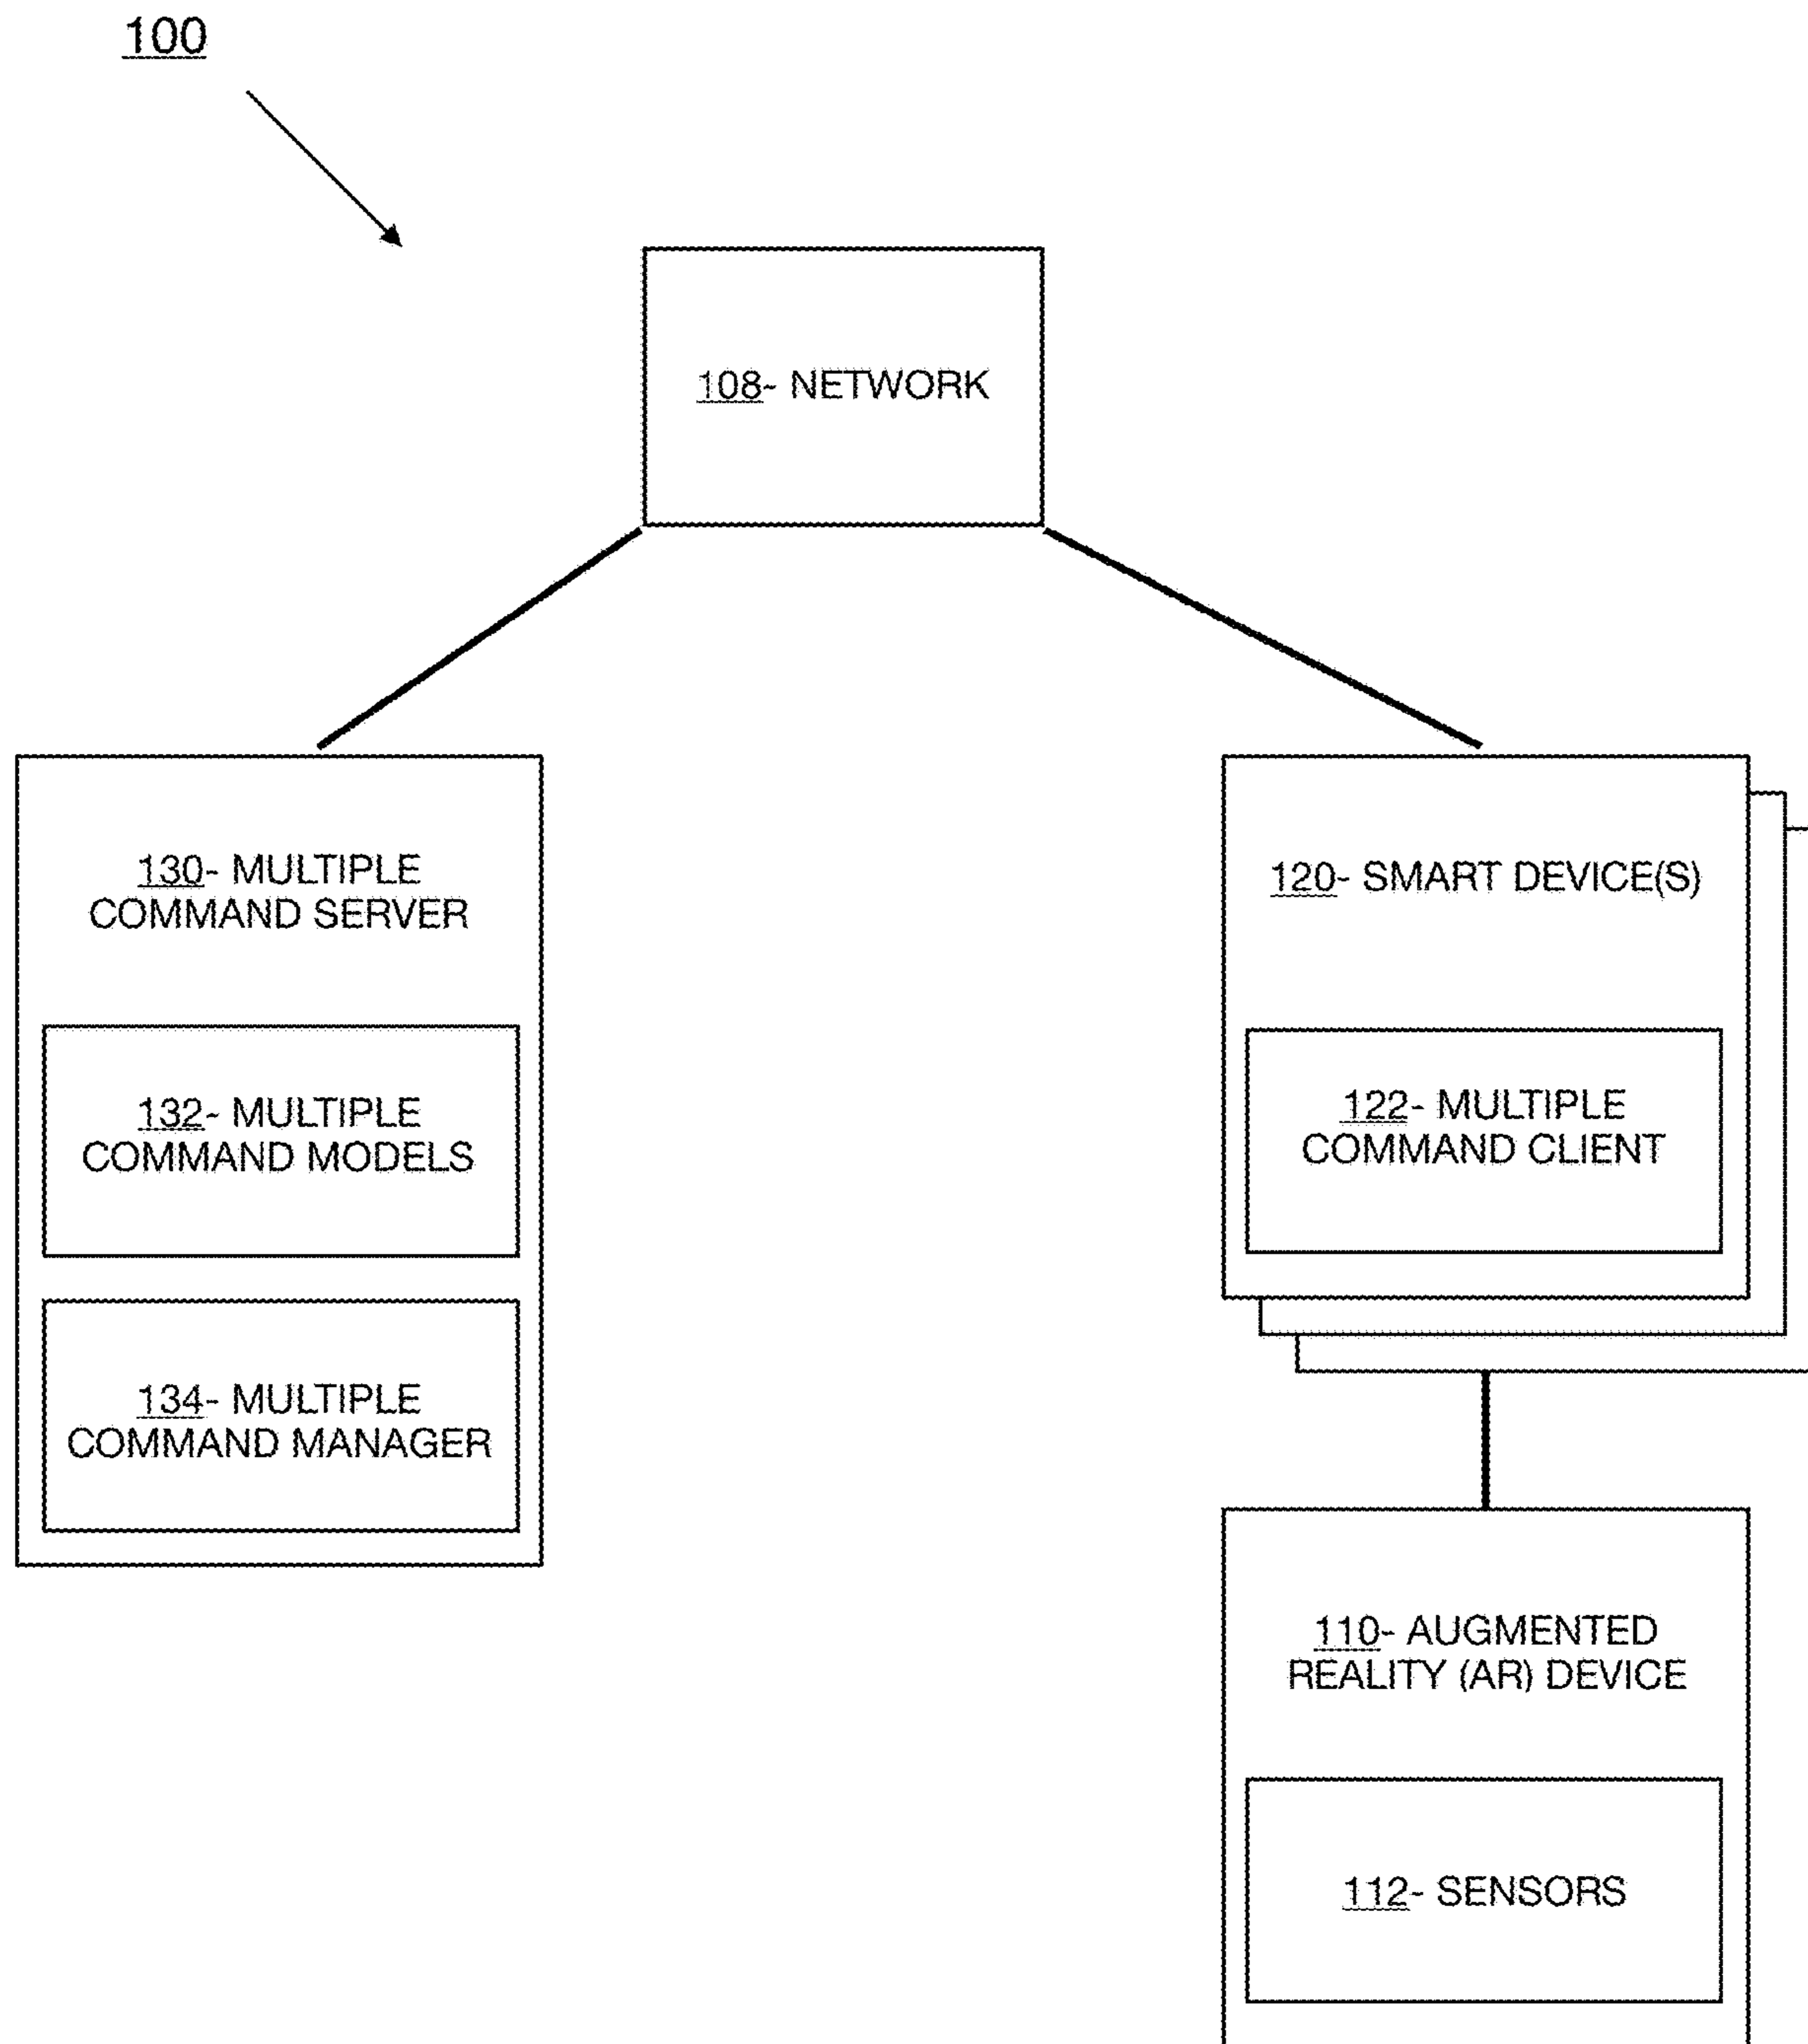 100
108- NETWORK
130- MULTIPLE
COMMAND SERVER
132- MULTIPLE
COMMAND MODELS
134- MULTIPLE
COMMAND MANAGER
120- SMART DEVICE(S)
122- MULTIPLE
COMMAND CLIENT
110- AUGMENTED
REALITY (AR) DEVICE
112- SENSORS